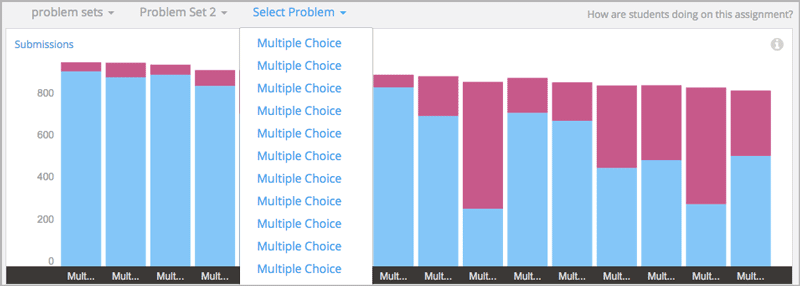 problem sets Problem Set 2 Select Problem How are students doing on this assignment?
Submissions
Multiple Choice
Multiple Choice
Multiple Choice
Multiple Choice
Multiple Choice
Multiple Choice
Multiple Choice
Multiple Choice
Multiple Choice
Multiple Choice
Multiple Choice
800
600
400
200
0
Mult... Mult... Mult... Mult... Mult... Mult... Mult... Mult... Mult... Mult... Mult... Mult... Mult...